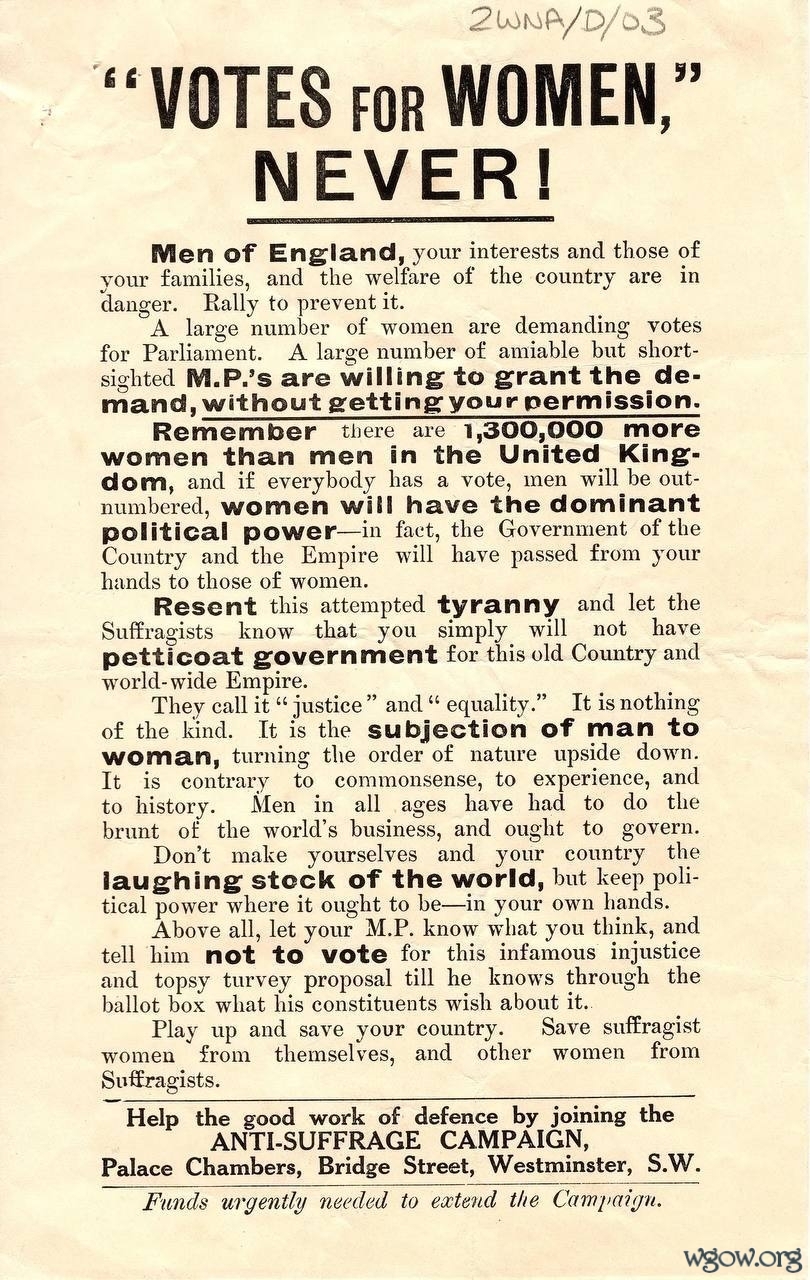 2WNA/D/03
“VOTES FOR WOMEN,”
NEVER!
Men of England, your interests and those of
your families, and the welfare of the country are in
danger. Rally to prevent it.
A large number of women are demanding votes
for Parliament. A large number of amiable but short-
sighted M.P.'s are willing to grant the de-
mand, without getting your permission.
Remember there are 1,300,000 more
women than men in the United King-
dom, and if everybody has a vote, men will be out-
numbered, women will have the dominant
political power—in fact, the Government of the
Country and the Empire will have passed from your
hands to those of women.
Resent this attempted tyranny and let the
Suffragists know that you simply will not have
petticoat government for this old Country and
world-wide Empire.
They call it “justice” and “equality.” It is nothing
of the kind. It is the subjection of man to
woman, turning the order of nature upside down.
It is contrary to commonsense, to experience, and
to history. Men in all ages have had to do the
brunt of the world's business, and ought to govern.
Don't make yourselves and your country the
laughing stock of the world, but keep poli-
tical power where it ought to be—in your own hands.
Above all, let your M.P. know what you think, and
tell him not to vote for this infamous injustice
and topsy turvey proposal till he knows through the
ballot box what his constituents wish about it.
Play up and save your country. Save suffragist
women from themselves, and other women from
Suffragists.
Help the good work of defence by joining the
ANTI-SUFFRAGE CAMPAIGN,
Palace Chambers, Bridge Street, Westminster, S.W.
Funds urgently needed to extend the Campaign.
wgow.org